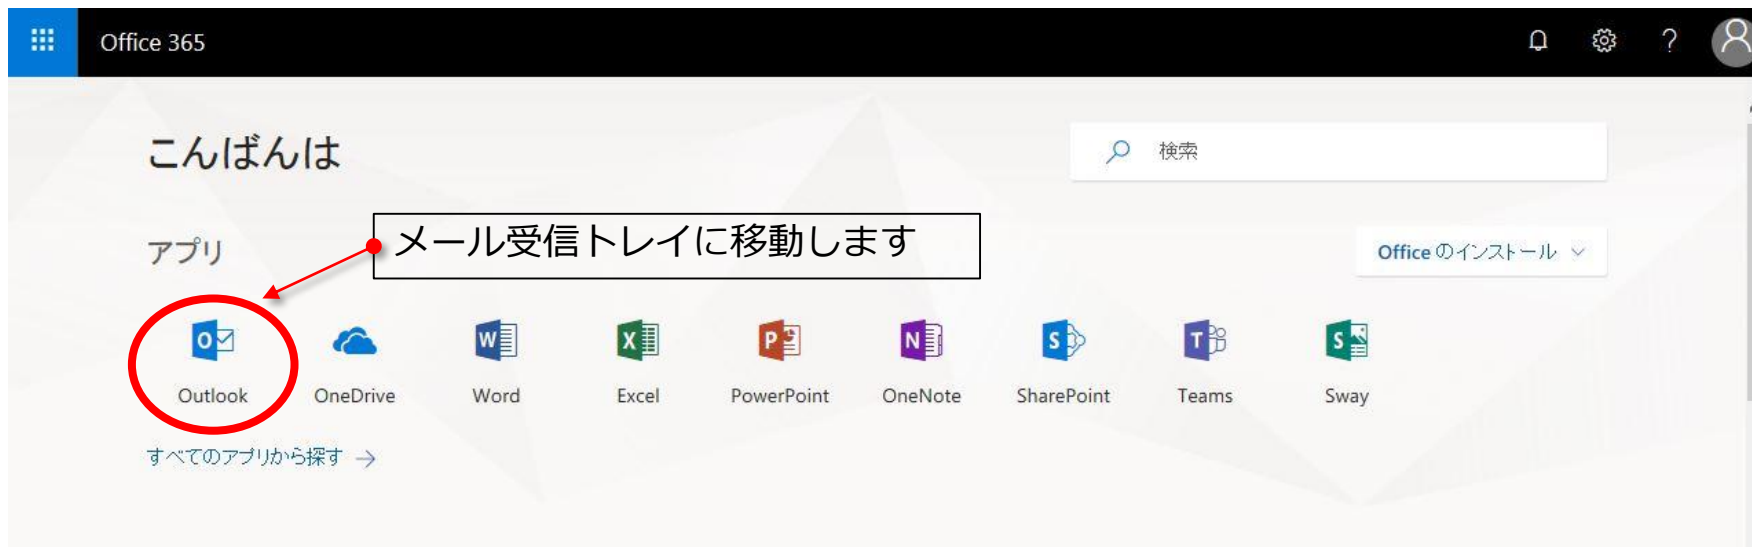 Office 365
?
こんばんは
検索
アプリ
メール受信トレイに移動します
Office のインストール
Outlook OneDrive Word Excel PowerPoint OneNote SharePoint Teams Sway
すべてのアプリから探す →